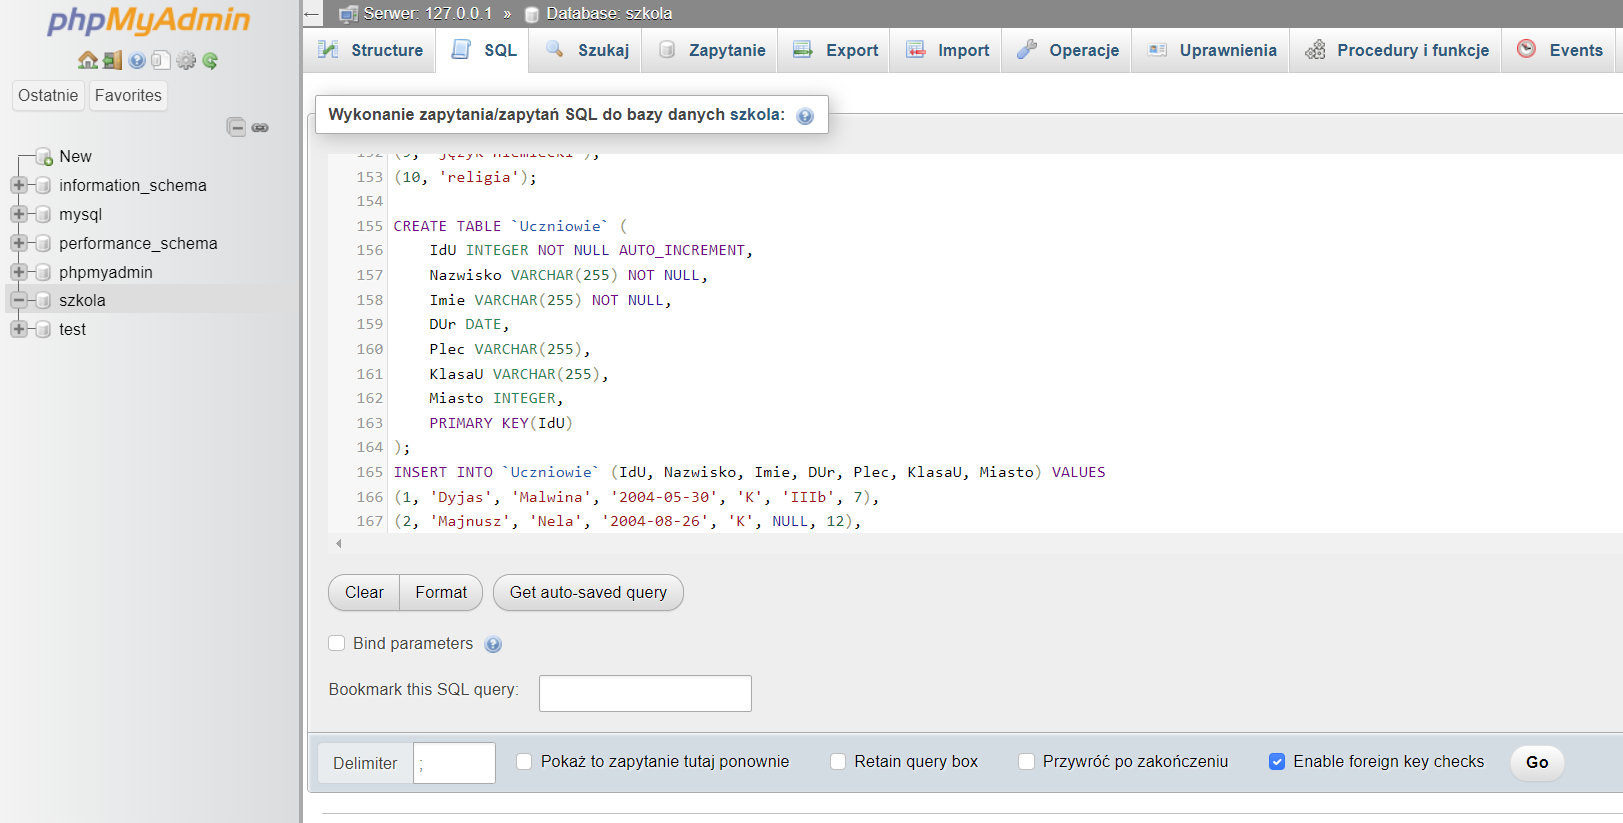 phpMyAdmin
Ostatnie Favorites
New
information_schema
mysql
performance_schema
phpmyadmin
szkola
test
Serwer: 127.0.0.1 » Database: szkola
Structure SQL Szukaj Zapytanie Export Import Operacje Uprawnienia Procedury i funkcje Events
Wykonanie zapytania/zapytań SQL do bazy danych szkola:
152 (9, 'język niemiecki'),
153 (10, 'religia');
154
155 CREATE TABLE `Uczniowie` (
156 IdU INTEGER NOT NULL AUTO_INCREMENT,
157 Nazwisko VARCHAR(255) NOT NULL,
158 Imie VARCHAR(255) NOT NULL,
159 DUr DATE,
160 Plec VARCHAR(255),
161 KlasaU VARCHAR(255),
162 Miasto INTEGER,
163 PRIMARY KEY(IdU)
164 );
165 INSERT INTO `Uczniowie` (IdU, Nazwisko, Imie, DUr, Plec, KlasaU, Miasto) VALUES
166 (1, 'Dyjas', 'Malwina', '2004-05-30', 'K', 'IIIb', 7),
167 (2, 'Majnusz', 'Nela', '2004-08-26', 'K', NULL, 12),
Clear Format Get auto-saved query
Bind parameters
Bookmark this SQL query:
Delimiter ; Pokaż to zapytanie tutaj ponownie Retain query box Przywróć po zakończeniu Enable foreign key checks Go